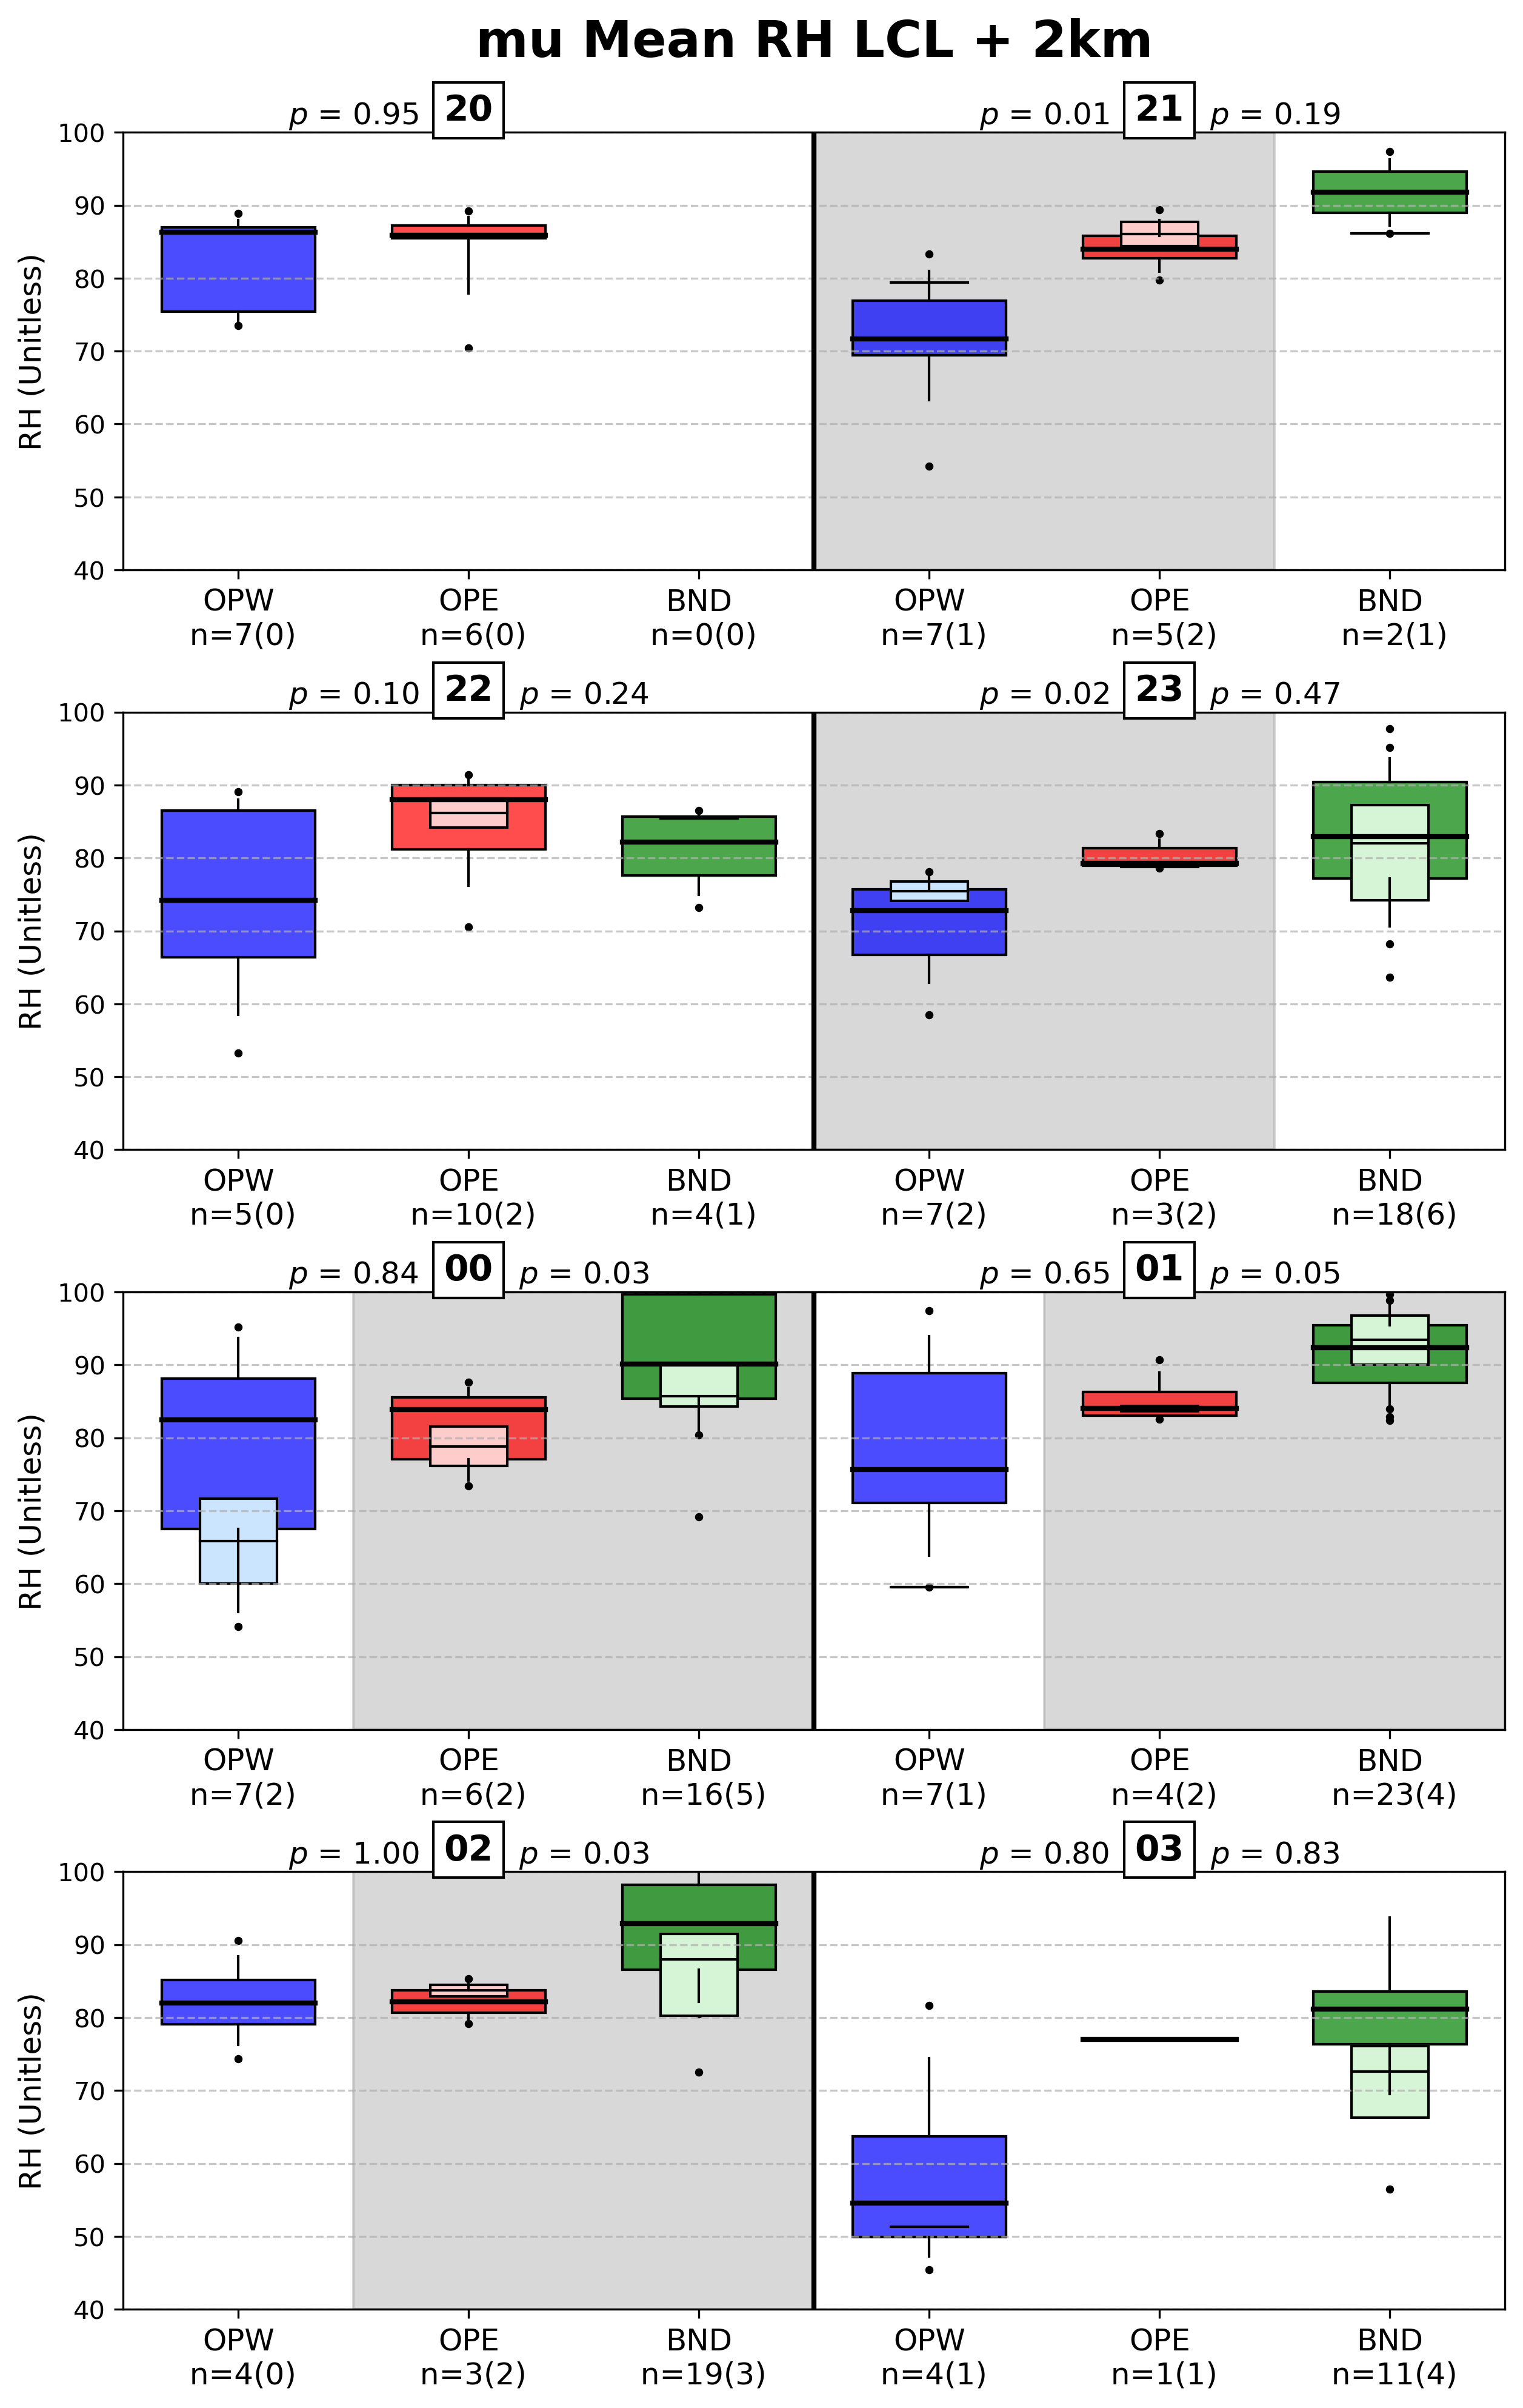 mu Mean RH LCL + 2km
p = 0.95 20 p = 0.01 21 p = 0.19
100
90
80
70
60
50
40
RH (Unitless)
OPW OPE BND OPW OPE BND
n=7(0) n=6(0) n=0(0) n=7(1) n=5(2) n=2(1)
p = 0.10 22 p = 0.24 p = 0.02 23 p = 0.47
100
90
80
70
60
50
40
RH (Unitless)
OPW OPE BND OPW OPE BND
n=5(0) n=10(2) n=4(1) n=7(2) n=3(2) n=18(6)
p = 0.84 00 p = 0.03 p = 0.65 01 p = 0.05
100
90
80
70
60
50
40
RH (Unitless)
OPW OPE BND OPW OPE BND
n=7(2) n=6(2) n=16(5) n=7(1) n=4(2) n=23(4)
p = 1.00 02 p = 0.03 p = 0.80 03 p = 0.83
100
90
80
70
60
50
40
RH (Unitless)
OPW OPE BND OPW OPE BND
n=4(0) n=3(2) n=19(3) n=4(1) n=1(1) n=11(4)